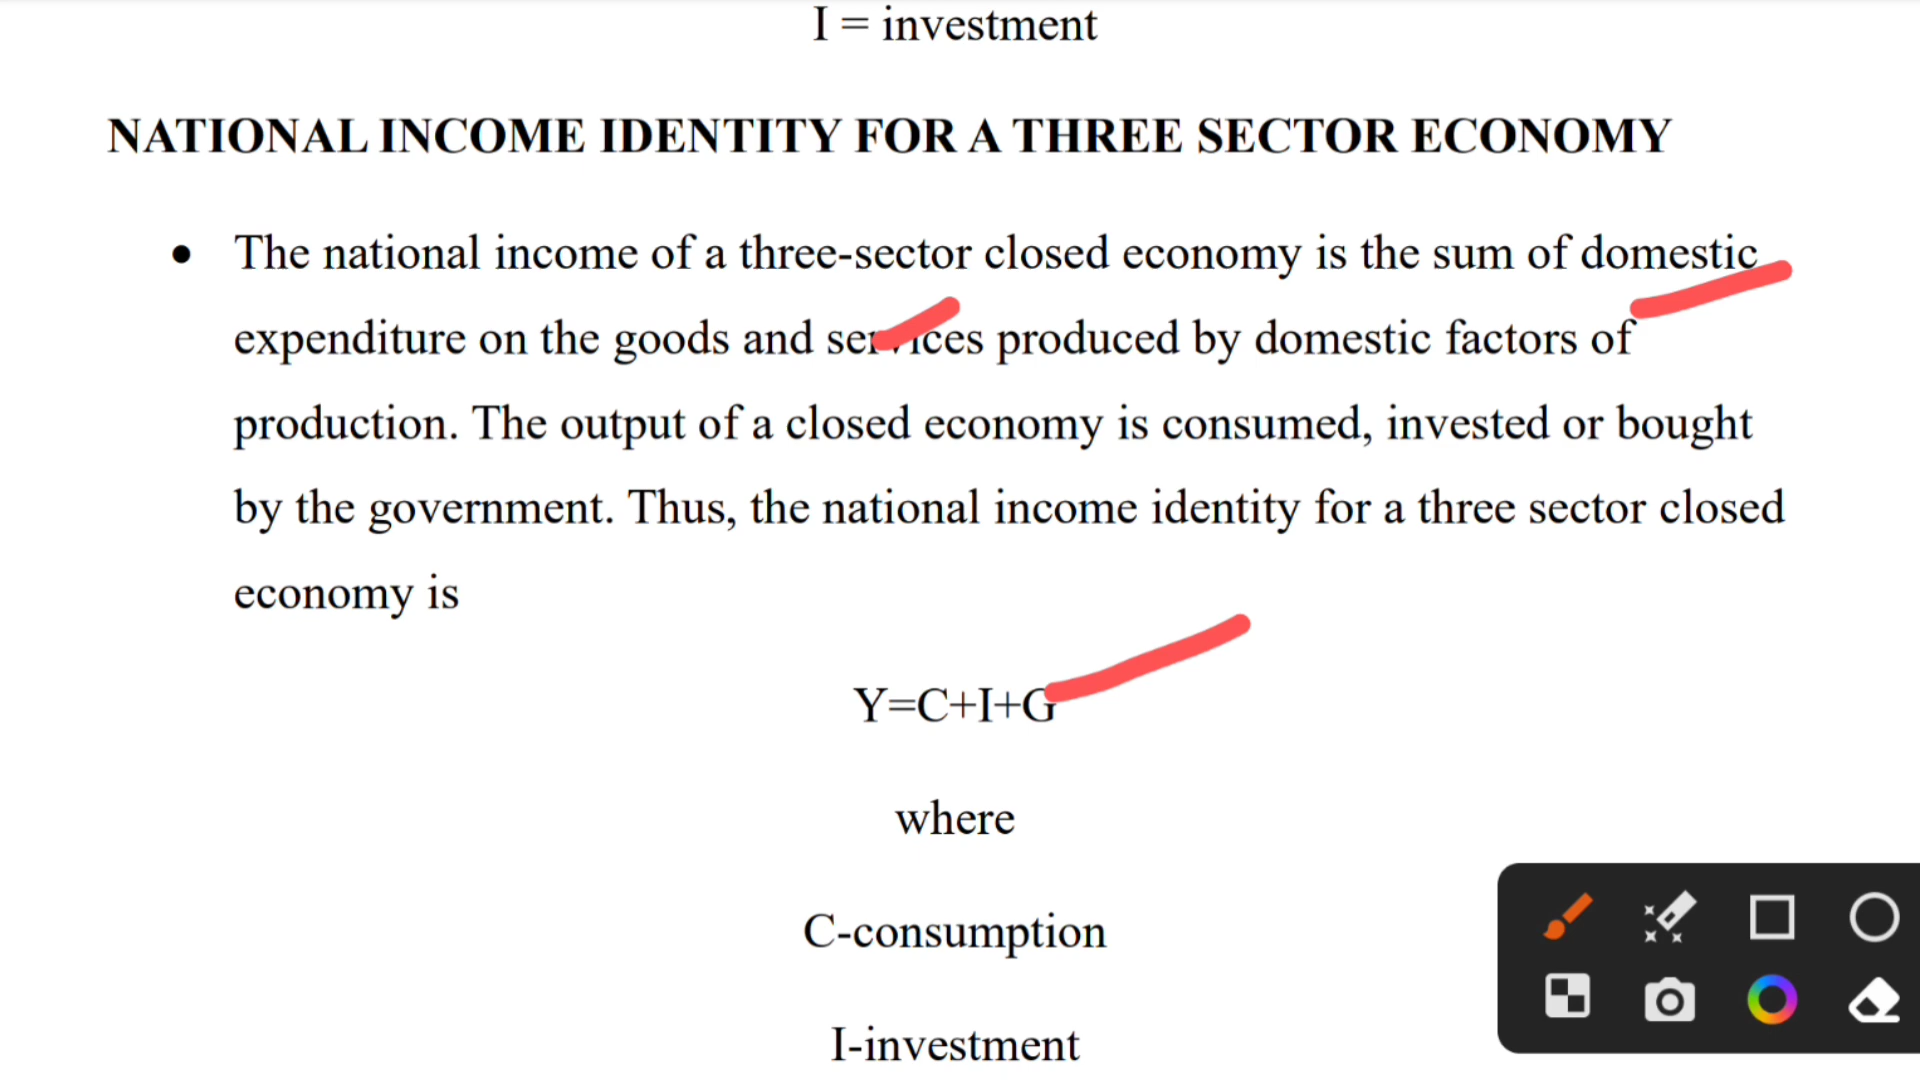 I = investment
NATIONAL INCOME IDENTITY FOR A THREE SECTOR ECONOMY
• The national income of a three-sector closed economy is the sum of domestic
expenditure on the goods and services produced by domestic factors of
production. The output of a closed economy is consumed, invested or bought
by the government. Thus, the national income identity for a three sector closed
economy is
Y=C+I+G
where
C-consumption
I-investment